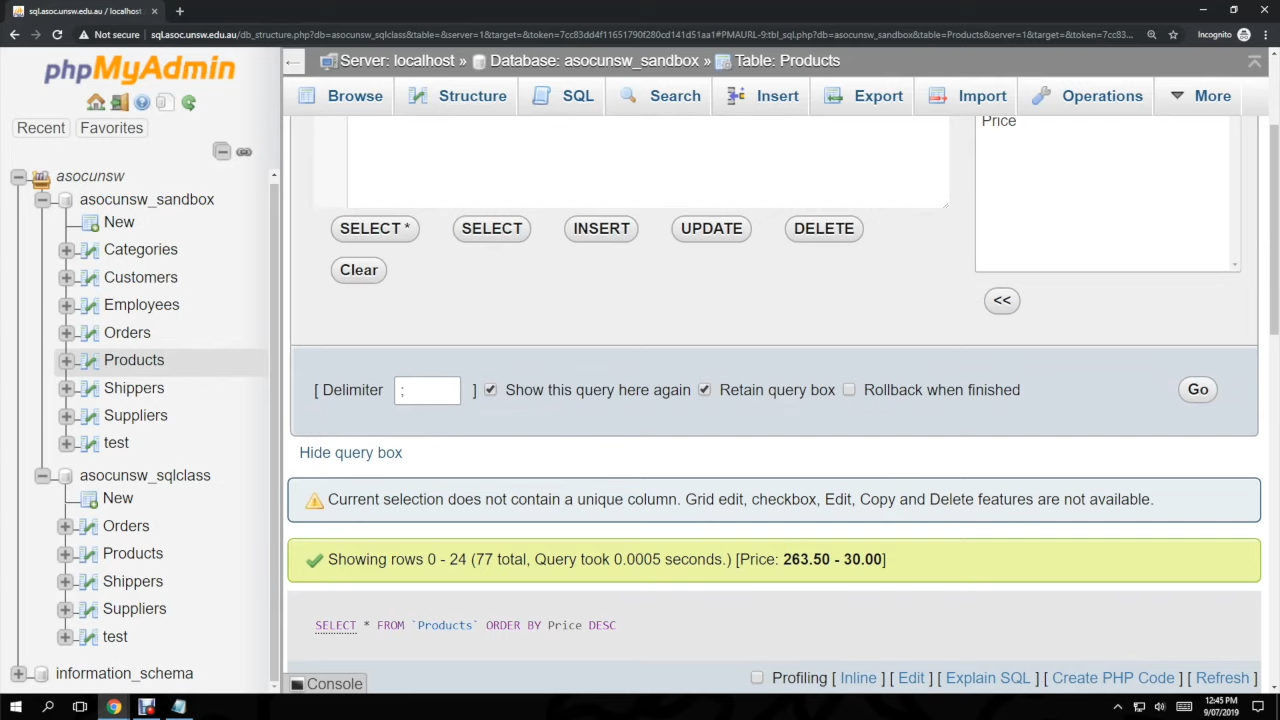 sql.asoc.unsw.edu.au / localhost
Not secure
sql.asoc.unsw.edu.au/db_structure.php?db=asocunsw_sqlclass&table=&server=1&target=&token=7cc83dd4f11651790f280cd141d51aa1#PMAURL-9:tbl_sql.php?db=asocunsw_sandbox&table=Products&server=1&target=&token=7cc83...
Incognito
phpMyAdmin
Server: localhost » Database: asocunsw_sandbox » Table: Products
Browse Structure SQL Search Insert Export Import Operations More
Recent Favorites
asocunsw
asocunsw_sandbox
New
Categories
Customers
Employees
Orders
Products
Shippers
Suppliers
test
asocunsw_sqlclass
New
Orders
Products
Shippers
Suppliers
test
information_schema
Price
SELECT * SELECT INSERT UPDATE DELETE
Clear
<<
[ Delimiter ; ] Show this query here again Retain query box Rollback when finished Go
Hide query box
Current selection does not contain a unique column. Grid edit, checkbox, Edit, Copy and Delete features are not available.
Showing rows 0 - 24 (77 total, Query took 0.0005 seconds.) [Price: 263.50 - 30.00]
SELECT * FROM `Products` ORDER BY Price DESC
Profiling [ Inline ] [ Edit ] [ Explain SQL ] [ Create PHP Code ] [ Refresh ]
Console
12:45 PM
9/07/2019